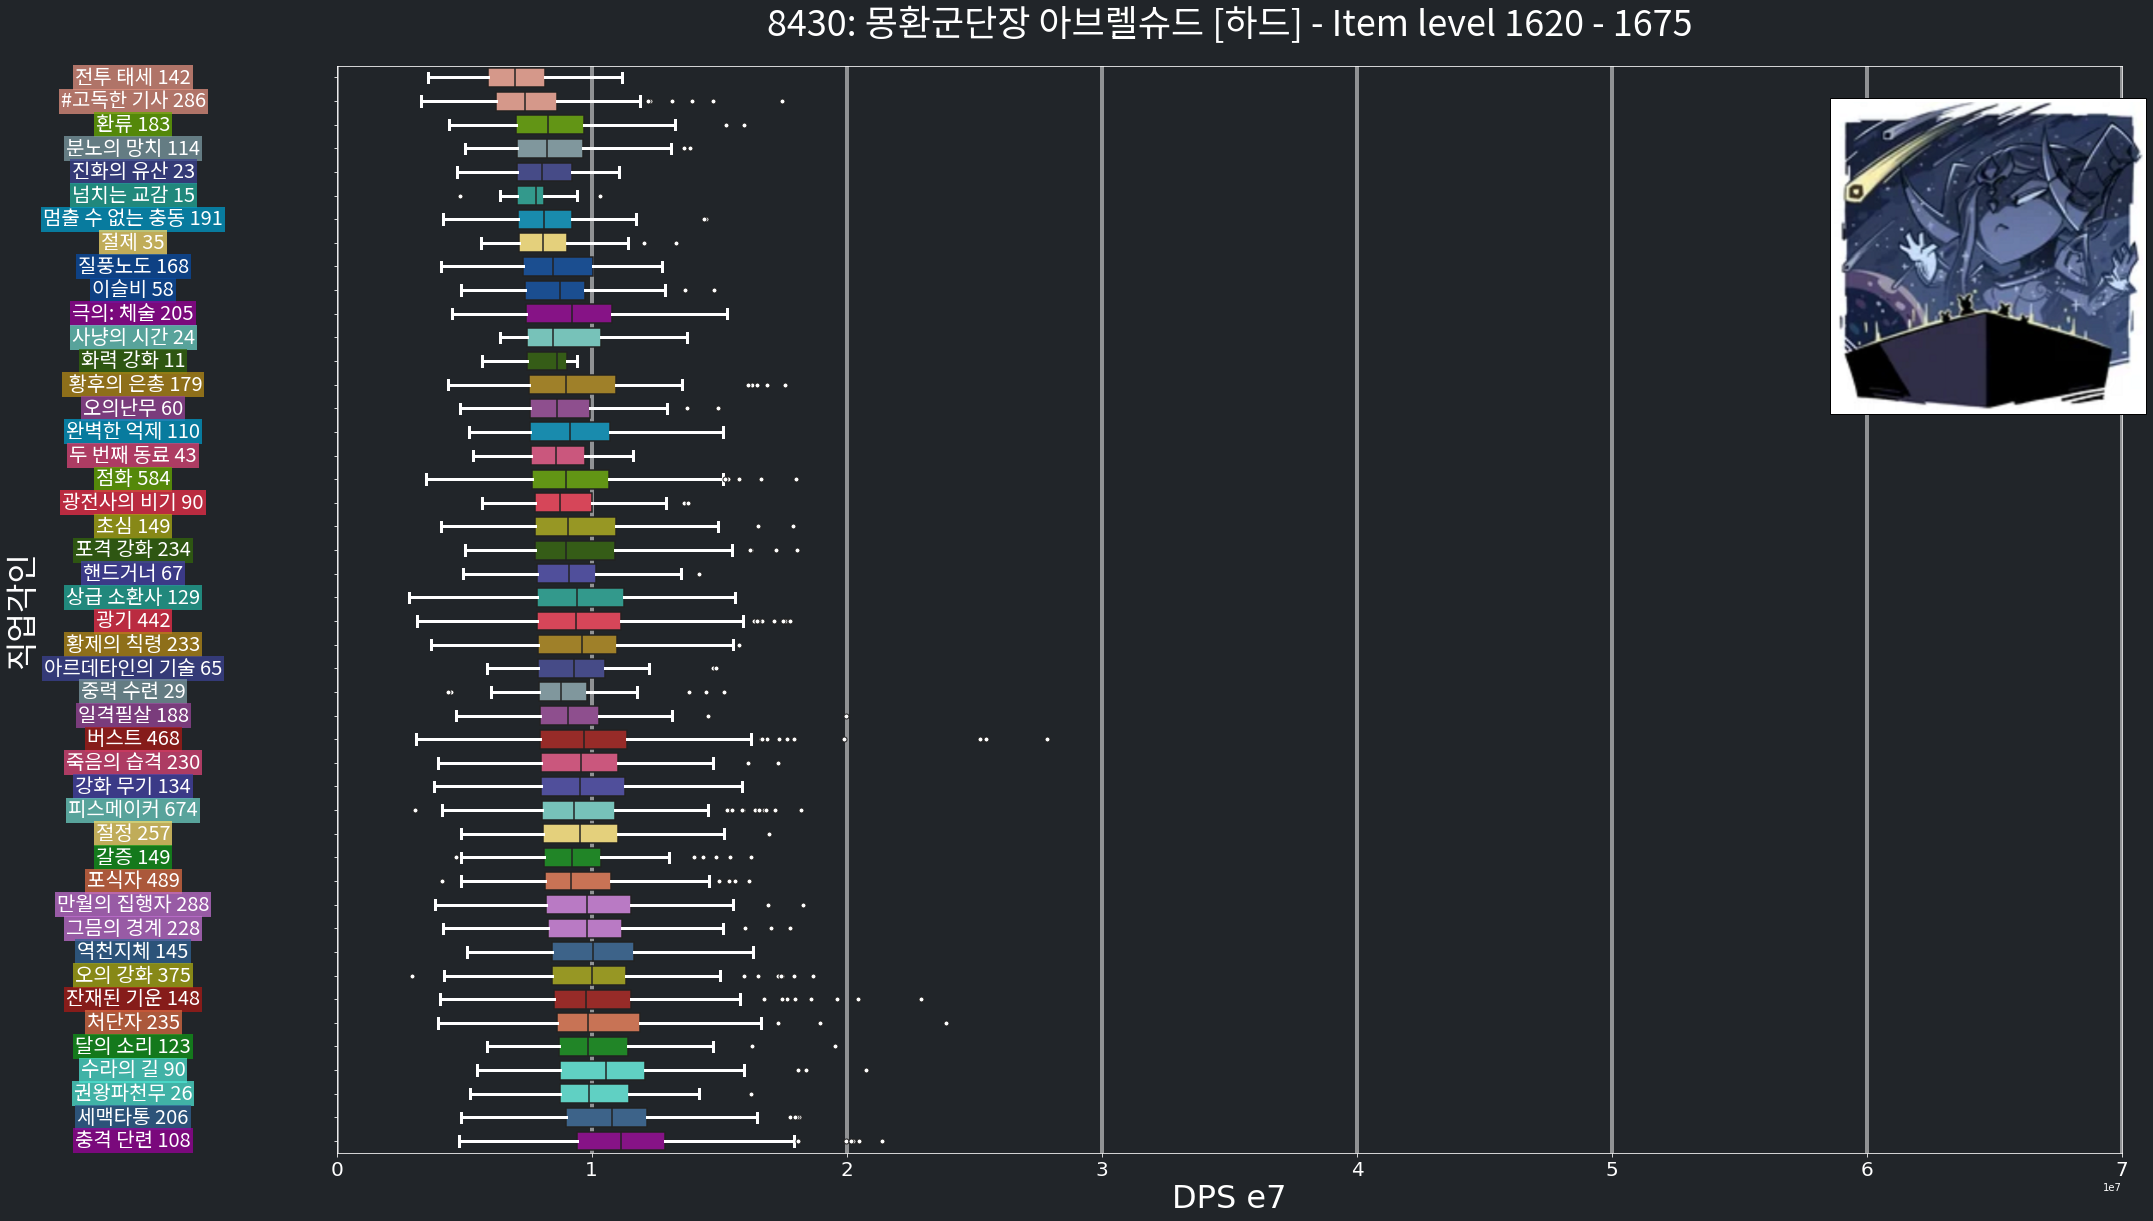 8430: 몽환군단장 아브렐슈드 [하드] - Item level 1620 - 1675
전투 태세 142
#고독한 기사 286
환류 183
분노의 망치 114
진화의 유산 23
넘치는 교감 15
멈출 수 없는 충동 191
절제 35
질풍노도 168
이슬비 58
극의: 체술 205
사냥의 시간 24
화력 강화 11
황후의 은총 179
오의난무 60
완벽한 억제 110
두 번째 동료 43
점화 584
광전사의 비기 90
초심 149
포격 강화 234
핸드거너 67
상급 소환사 129
광기 442
황제의 칙령 233
아르데타인의 기술 65
중력 수련 29
일격필살 188
버스트 468
죽음의 습격 230
강화 무기 134
피스메이커 674
절정 257
갈증 149
포식자 489
만월의 집행자 288
그믐의 경계 228
역천지체 145
오의 강화 375
잔재된 기운 148
처단자 235
달의 소리 123
수라의 길 90
권왕파천무 26
세맥타통 206
충격 단련 108
직업각인
0 1 2 3 4 5 6 7
1e7
DPS e7